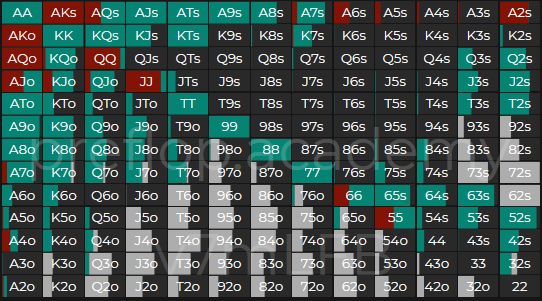 AA AKs AQs AJs ATs A9s A8s A7s A6s A5s A4s A3s A2s
AKo KK KQs KJs KTs K9s K8s K7s K6s K5s K4s K3s K2s
AQo KQo QQ QJs QTs Q9s Q8s Q7s Q6s Q5s Q4s Q3s Q2s
AJo KJo QJo JJ JTs J9s J8s J7s J6s J5s J4s J3s J2s
ATo KTo QTo JTo TT T9s T8s T7s T6s T5s T4s T3s T2s
A9o K9o Q9o J9o T9o 99 98s 97s 96s 95s 94s 93s 92s
A8o K8o Q8o J8o T8o 98o 88 87s 86s 85s 84s 83s 82s
A7o K7o Q7o J7o T7o 97o 87o 77 76s 75s 74s 73s 72s
A6o K6o Q6o J6o T6o 96o 86o 76o 66 65s 64s 63s 62s
A5o K5o Q5o J5o T5o 95o 85o 75o 65o 55 54s 53s 52s
A4o K4o Q4o J4o T4o 94o 84o 74o 64o 54o 44 43s 42s
A3o K3o Q3o J3o T3o 93o 83o 73o 63o 53o 43o 33 32s
A2o K2o Q2o J2o T2o 92o 82o 72o 62o 52o 42o 32o 22
preflop.academy